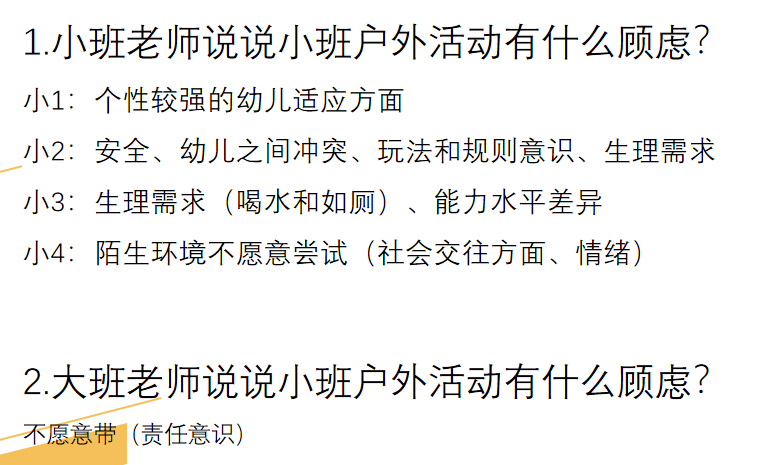 1.小班老师说说小班户外活动有什么顾虑？
小1：个性较强的幼儿适应方面
小2：安全、幼儿之间冲突、玩法和规则意识、生理需求
小3：生理需求（喝水和如厕）、能力水平差异
小4：陌生环境不愿意尝试（社会交往方面、情绪）
2.大班老师说说小班户外活动有什么顾虑？
不愿意带（责任意识）